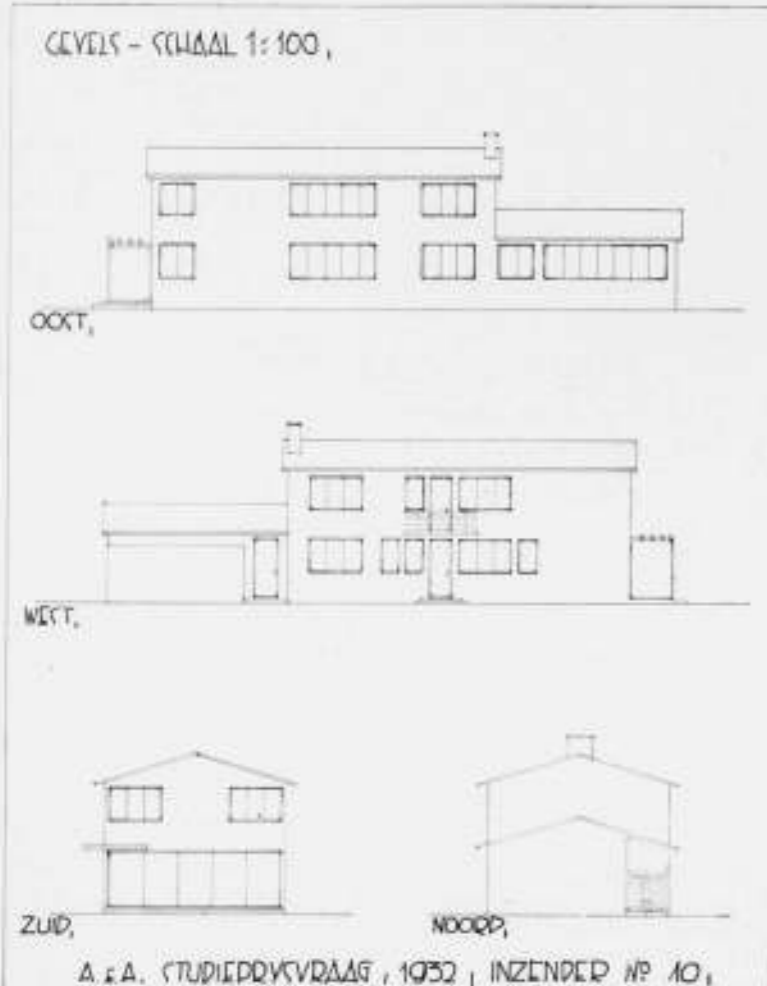 GEVELS - SCHAAL 1:100,
OOST,
WEST,
ZUID,
NOORD,
A.&A. STUDIEPRYSVRAAG, 1932, INZENDER Nº 10,